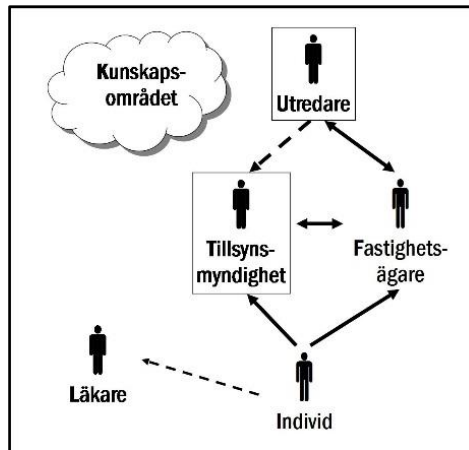 Kunskaps-
området
Utredare
Tillsyns-
myndighet
Fastighets-
ägare
Läkare
Individ